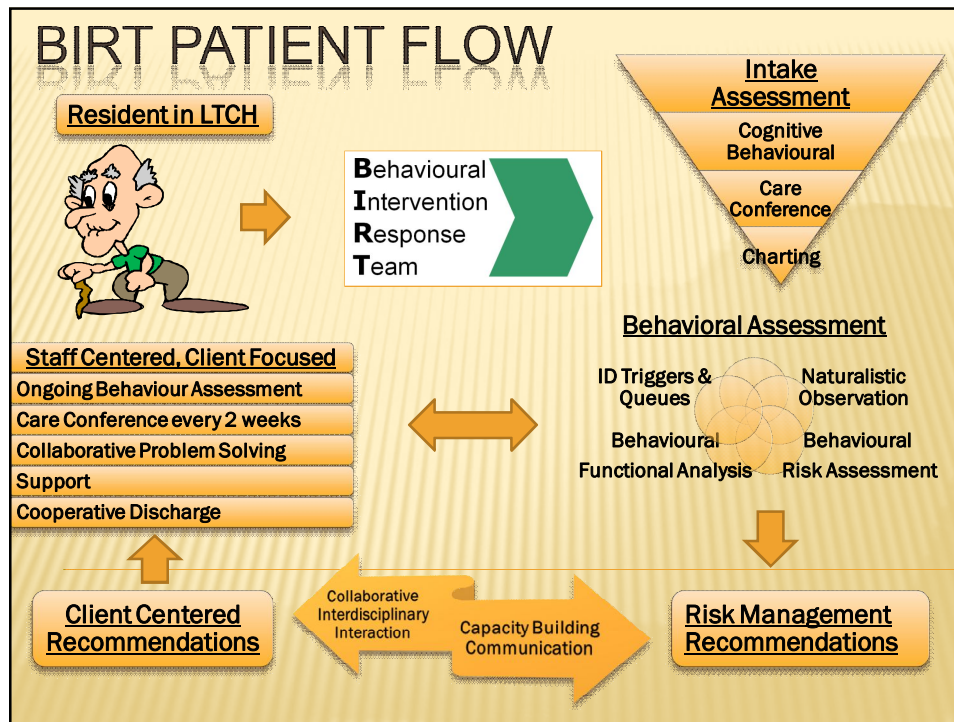 BIRT PATIENT FLOW
Resident in LTCH
Behavioural
Intervention
Response
Team
Intake
Assessment
Cognitive
Behavioural
Care
Conference
Charting
Behavioral Assessment
ID Triggers &
Queues
Naturalistic
Observation
Behavioural
Functional Analysis
Behavioural
Risk Assessment
Staff Centered, Client Focused
Ongoing Behaviour Assessment
Care Conference every 2 weeks
Collaborative Problem Solving
Support
Cooperative Discharge
Client Centered
Recommendations
Collaborative
Interdisciplinary
Interaction
Capacity Building
Communication
Risk Management
Recommendations